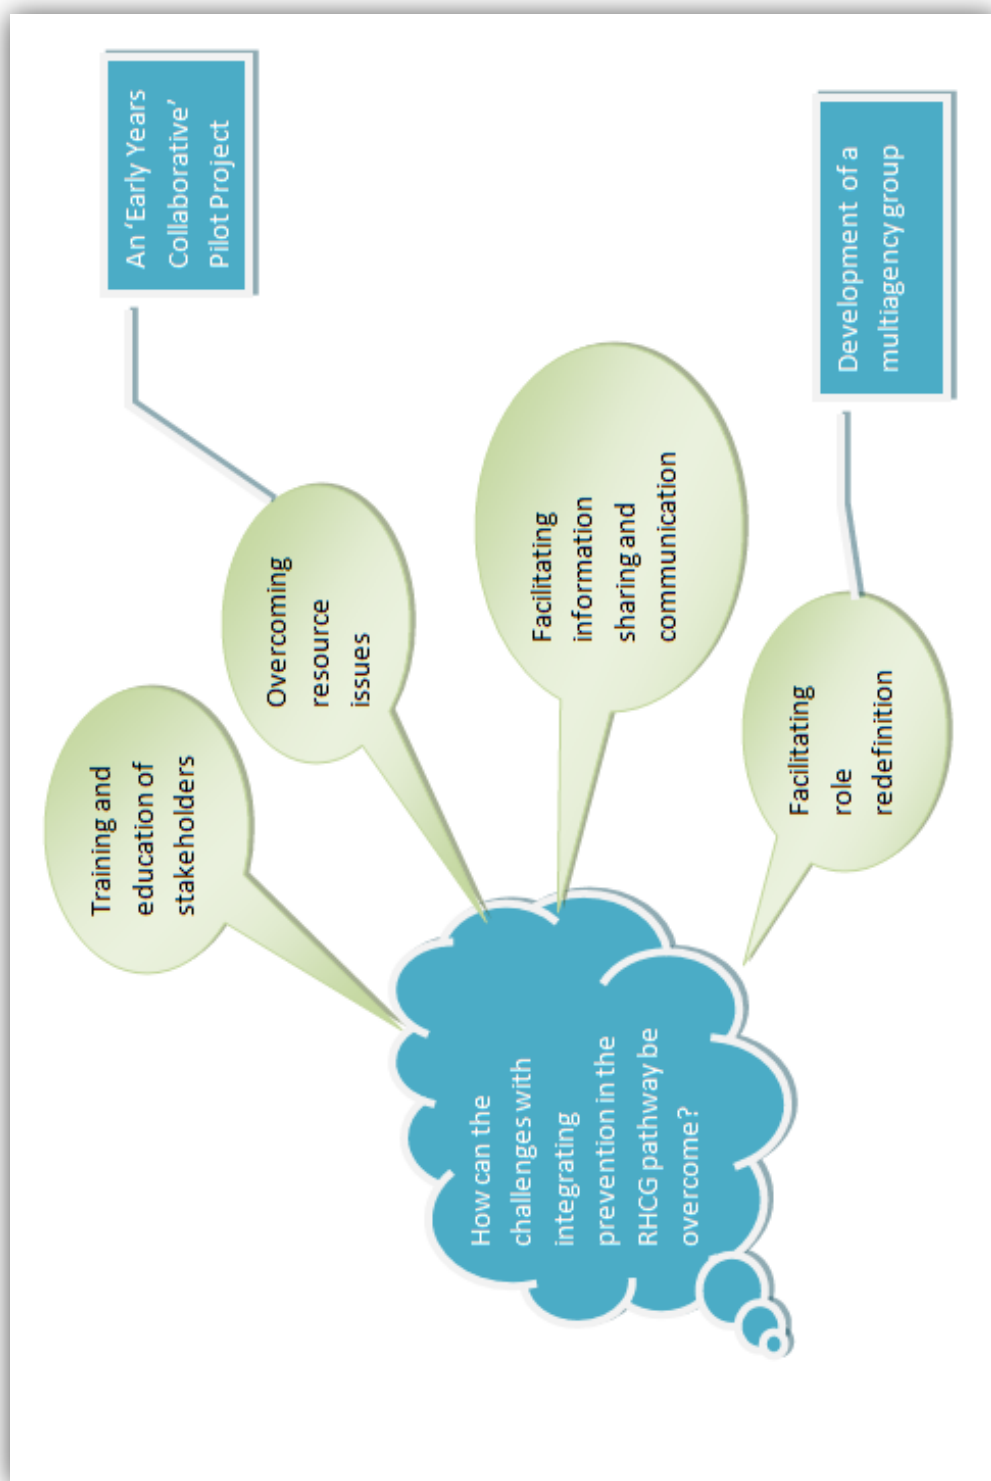 How can the
challenges with
integrating
prevention in the
RHCG pathway be
overcome?
Training and
education of
stakeholders
Overcoming
resource
issues
An ‘Early Years
Collaborative’
Pilot Project
Facilitating
information
sharing and
communication
Facilitating
role
redefinition
Development of a
multiagency group